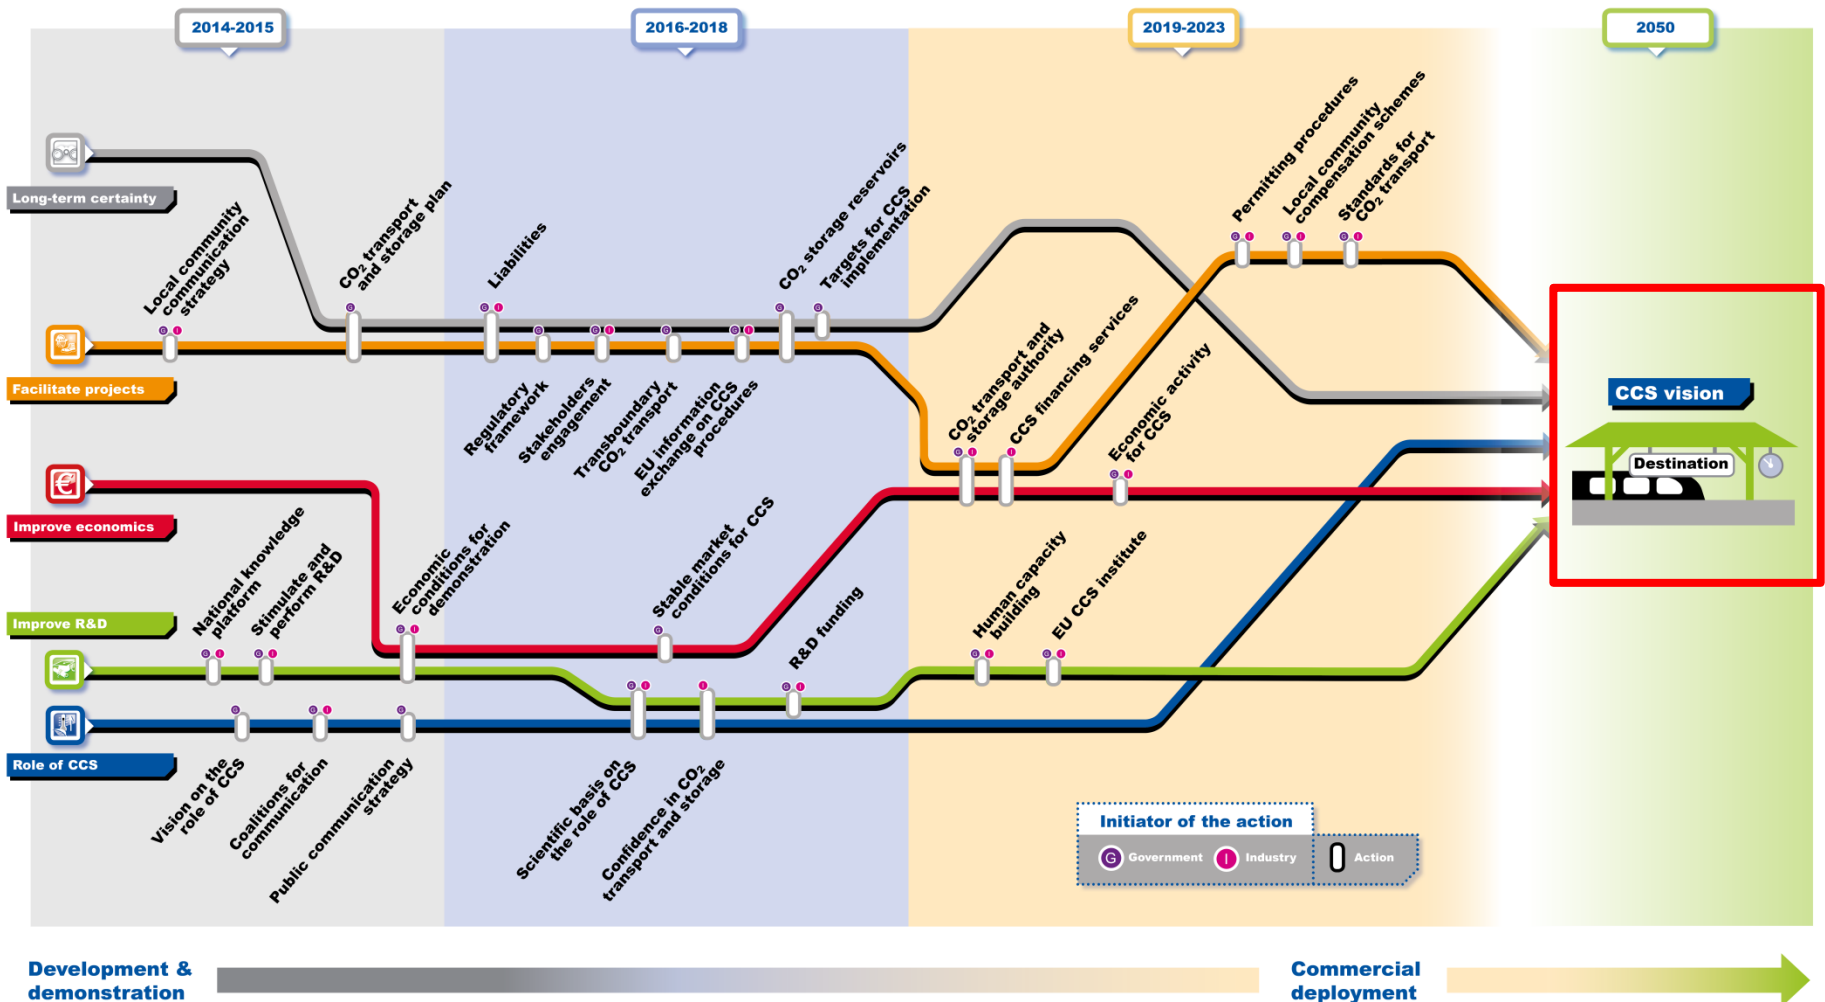 2014-2015
2016-2018
2019-2023
2050
Long-term certainty
Local community
communication
strategy
CO₂ transport
and storage plan
Liabilities
CO₂ storage reservoirs
Targets for CCS
implementation
Permitting procedures
Local community
compensation schemes
Standards for
CO₂ transport
G I
G
G I
G
G
G I
G I
G I
Facilitate projects
G
G I
G
G I
Regulatory
framework
Stakeholders
engagement
Transboundary
CO₂ transport
EU information
exchange on CCS
procedures
CO₂ transport and
storage authority
CCS financing services
Economic activity
for CCS
G I
I
G I
CCS vision
Destination
€
Improve economics
National knowledge
platform
Stimulate and
perform R&D
Economic
conditions for
demonstration
Stable market
conditions for CCS
R&D funding
Human capacity
building
EU CCS institute
Improve R&D
G I
G I
G I
G
G I
I
G I
G I
G I
G
G I
G
Role of CCS
Vision on the
role of CCS
Coalitions for
communication
Public communication
strategy
Scientific basis on
the role of CCS
Confidence in CO₂
transport and storage
Initiator of the action
G Government I Industry Action
Development &
demonstration
Commercial
deployment